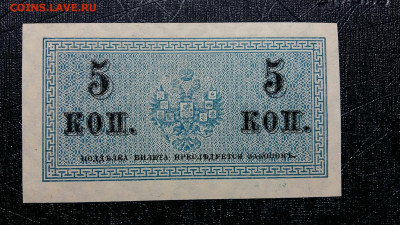 COINS.LAVE.RU
5 5
КОП. КОП.
ПОДДѢЛКА БИЛЕТА ПРЕСЛѢДУЕТСЯ ЗАКОНОМЪ.